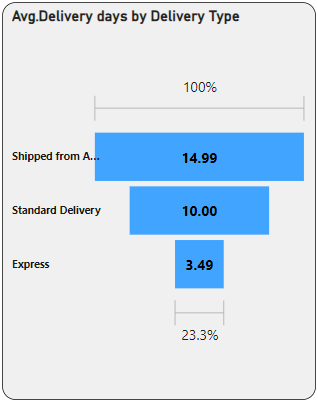 Avg.Delivery days by Delivery Type
100%
Shipped from A... 14.99
Standard Delivery 10.00
Express 3.49
23.3%